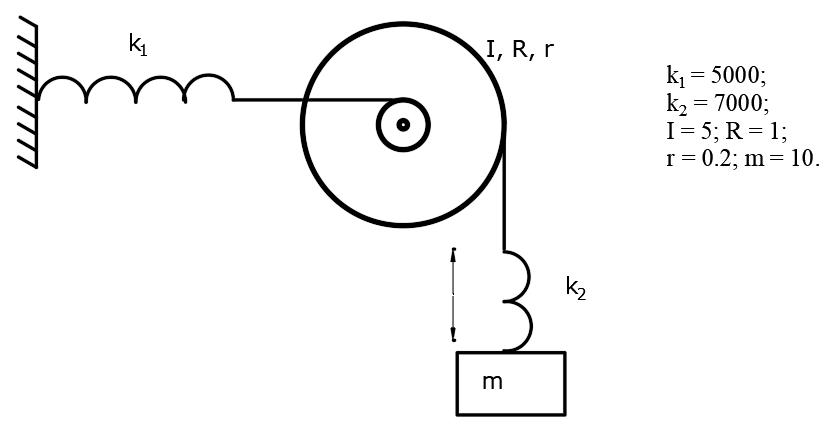 k₁
I, R, r
k₁ = 5000;
k₂ = 7000;
I = 5; R = 1;
r = 0.2; m = 10.
k₂
m